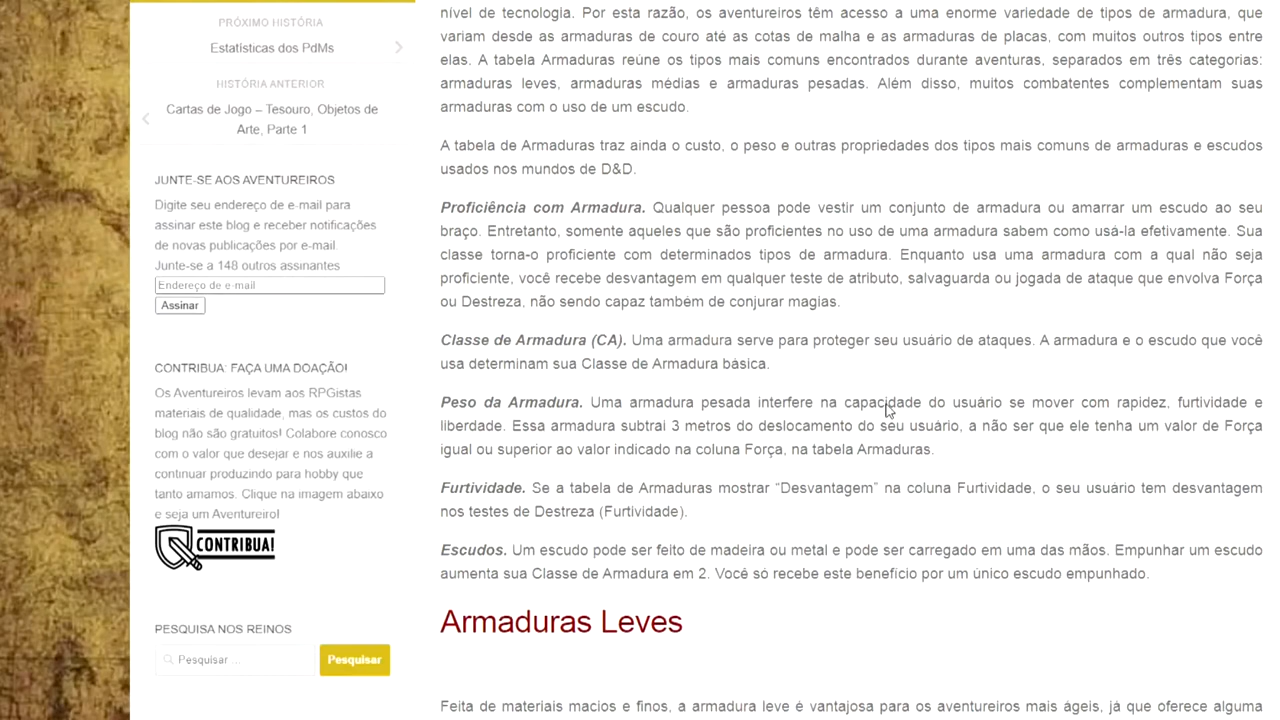 PRÓXIMO HISTÓRIA
Estatísticas dos PdMs
HISTÓRIA ANTERIOR
Cartas de Jogo – Tesouro, Objetos de
Arte, Parte 1
JUNTE-SE AOS AVENTUREIROS
Digite seu endereço de e-mail para
assinar este blog e receber notificações
de novas publicações por e-mail.
Junte-se a 148 outros assinantes
Endereço de e-mail
Assinar
CONTRIBUA: FAÇA UMA DOAÇÃO!
Os Aventureiros levam aos RPGistas
materiais de qualidade, mas os custos do
blog não são gratuitos! Colabore conosco
com o valor que desejar e nos auxilie a
continuar produzindo para hobby que
tanto amamos. Clique na imagem abaixo
e seja um Aventureiro!
CONTRIBUA!
PESQUISA NOS REINOS
Pesquisar ...
Pesquisar
nível de tecnologia. Por esta razão, os aventureiros têm acesso a uma enorme variedade de tipos de armadura, que
variam desde as armaduras de couro até as cotas de malha e as armaduras de placas, com muitos outros tipos entre
elas. A tabela Armaduras reúne os tipos mais comuns encontrados durante aventuras, separados em três categorias:
armaduras leves, armaduras médias e armaduras pesadas. Além disso, muitos combatentes complementam suas
armaduras com o uso de um escudo.
A tabela de Armaduras traz ainda o custo, o peso e outras propriedades dos tipos mais comuns de armaduras e escudos
usados nos mundos de D&D.
Proficiência com Armadura. Qualquer pessoa pode vestir um conjunto de armadura ou amarrar um escudo ao seu
braço. Entretanto, somente aqueles que são proficientes no uso de uma armadura sabem como usá-la efetivamente. Sua
classe torna-o proficiente com determinados tipos de armadura. Enquanto usa uma armadura com a qual não seja
proficiente, você recebe desvantagem em qualquer teste de atributo, salvaguarda ou jogada de ataque que envolva Força
ou Destreza, não sendo capaz também de conjurar magias.
Classe de Armadura (CA). Uma armadura serve para proteger seu usuário de ataques. A armadura e o escudo que você
usa determinam sua Classe de Armadura básica.
Peso da Armadura. Uma armadura pesada interfere na capacidade do usuário se mover com rapidez, furtividade e
liberdade. Essa armadura subtrai 3 metros do deslocamento do seu usuário, a não ser que ele tenha um valor de Força
igual ou superior ao valor indicado na coluna Força, na tabela Armaduras.
Furtividade. Se a tabela de Armaduras mostrar “Desvantagem” na coluna Furtividade, o seu usuário tem desvantagem
nos testes de Destreza (Furtividade).
Escudos. Um escudo pode ser feito de madeira ou metal e pode ser carregado em uma das mãos. Empunhar um escudo
aumenta sua Classe de Armadura em 2. Você só recebe este benefício por um único escudo empunhado.
Armaduras Leves
Feita de materiais macios e finos, a armadura leve é vantajosa para os aventureiros mais ágeis, já que oferece alguma